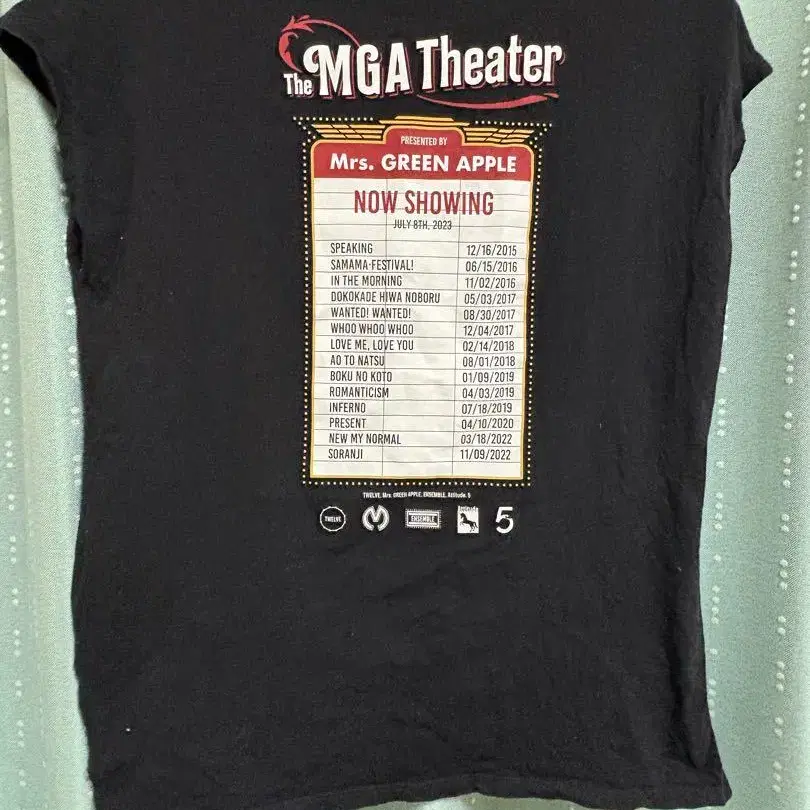 The MGA Theater
PRESENTED BY
Mrs. GREEN APPLE
NOW SHOWING
JULY 8TH, 2023
SPEAKING 12/16/2015
SAMAMA-FESTIVAL! 06/15/2016
IN THE MORNING 11/02/2016
DOKOKADE HIWA NOBORU 05/03/2017
WANTED! WANTED! 08/30/2017
WHOO WHOO WHOO 12/04/2017
LOVE ME, LOVE YOU 02/14/2018
AO TO NATSU 08/01/2018
BOKU NO KOTO 01/09/2019
ROMANTICISM 04/03/2019
INFERNO 07/18/2019
PRESENT 04/10/2020
NEW MY NORMAL 03/18/2022
SORANJI 11/09/2022
TWELVE, Mrs. GREEN APPLE, ENSEMBLE, Attitude, 5
TWELVE ENSEMBLE Attitude 5